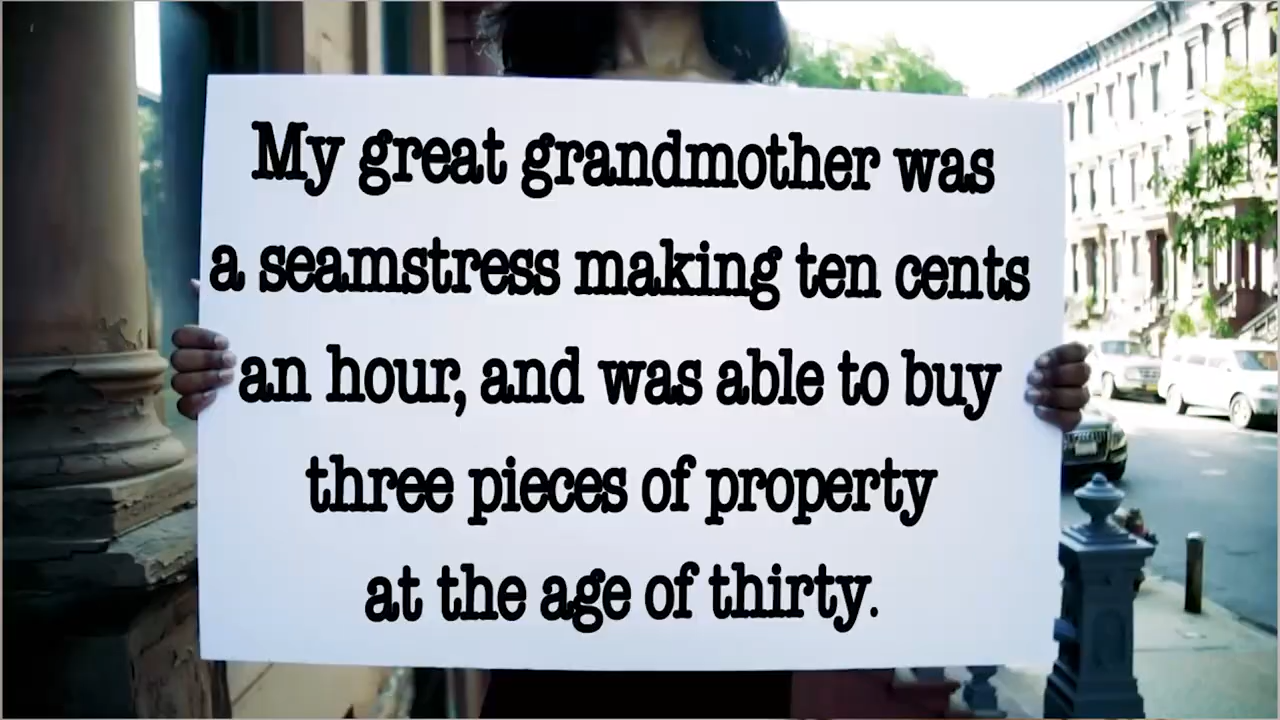 My great grandmother was
a seamstress making ten cents
an hour, and was able to buy
three pieces of property
at the age of thirty.